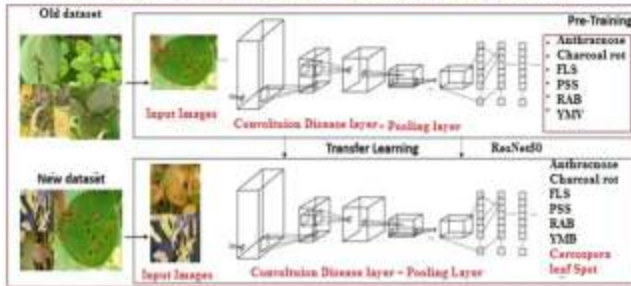 Old dataset
Pre-Training
Anthracnose
Charcoal rot
FLS
PSS
RAB
YMV
Input Images
Convoltuion Disease layer - Pooling layer
Transfer Learning
ResNet50
New dataset
Anthracnose
Charcoal rot
FLS
PSS
RAB
YMB
Cercospora
leaf Spot
Input Images
Convoltuion Disease layer - Pooling Layer